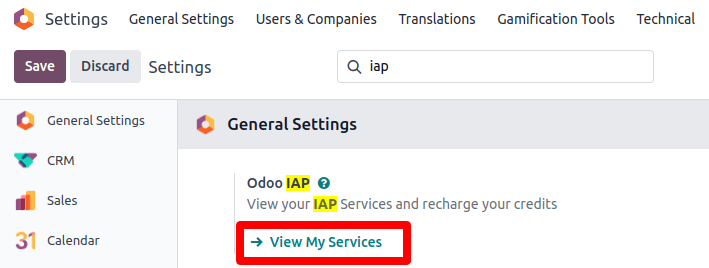 Settings General Settings Users & Companies Translations Gamification Tools Technical
Save Discard Settings iap
General Settings
CRM
Sales
31 Calendar
General Settings
Odoo IAP ?
View your IAP Services and recharge your credits
→ View My Services